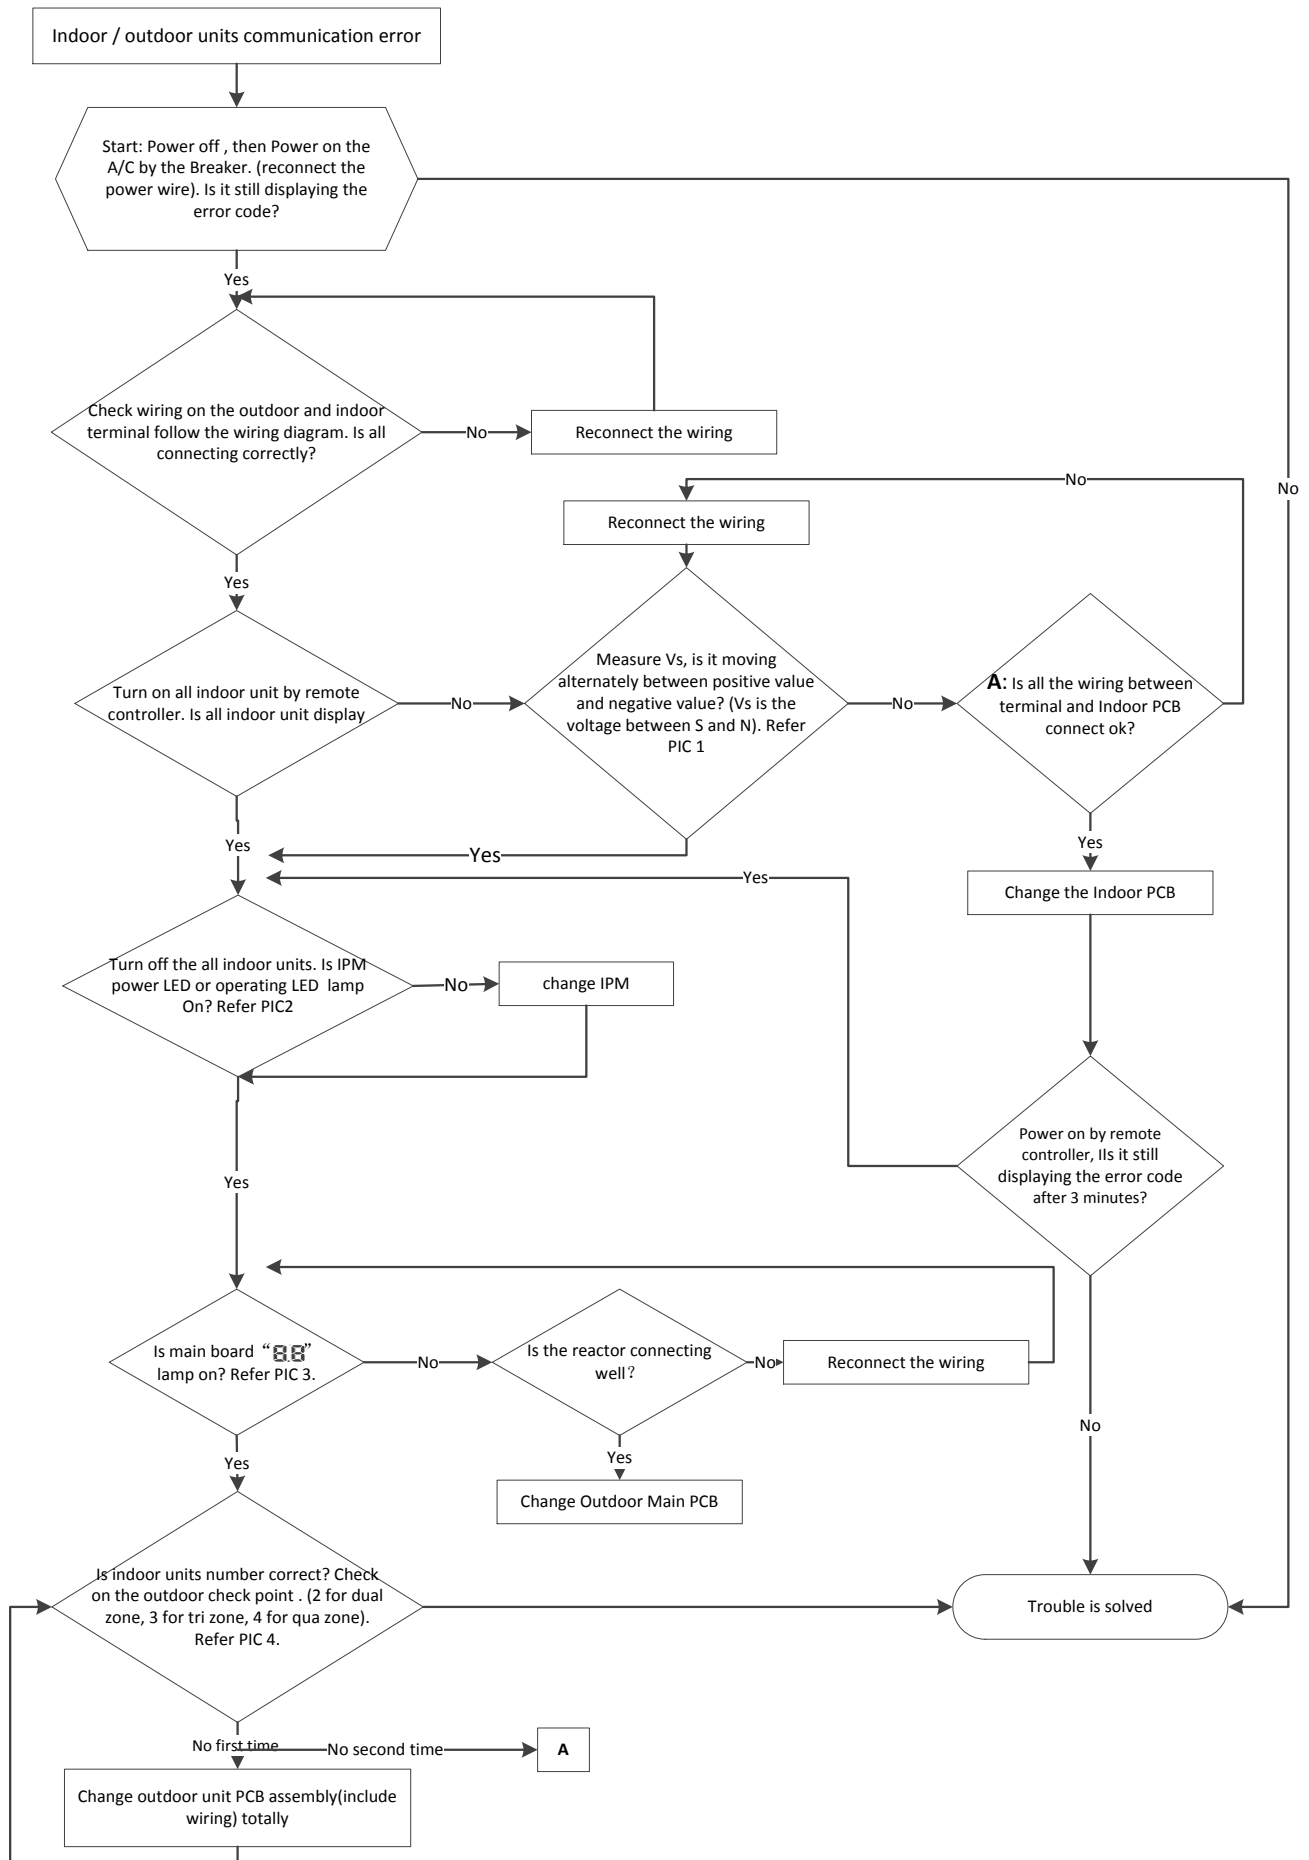 Indoor / outdoor units communication error
Start: Power off , then Power on the
A/C by the Breaker. (reconnect the
power wire). Is it still displaying the
error code?
Yes
No
Check wiring on the outdoor and indoor
terminal follow the wiring diagram. Is all
connecting correctly?
No
Reconnect the wiring
Yes
No
Reconnect the wiring
Turn on all indoor unit by remote
controller. Is all indoor unit display
No
Measure Vs, is it moving
alternately between positive value
and negative value? (Vs is the
voltage between S and N). Refer
PIC 1
No
A: Is all the wiring between
terminal and Indoor PCB
connect ok?
Yes
Yes
Yes
Yes
Change the Indoor PCB
Turn off the all indoor units. Is IPM
power LED or operating LED lamp
On? Refer PIC2
No
change IPM
Power on by remote
controller, IIs it still
displaying the error code
after 3 minutes?
Yes
Is main board “8.8”
lamp on? Refer PIC 3.
No
Is the reactor connecting
well?
No
Reconnect the wiring
No
Yes
Yes
Change Outdoor Main PCB
Is indoor units number correct? Check
on the outdoor check point . (2 for dual
zone, 3 for tri zone, 4 for qua zone).
Refer PIC 4.
Trouble is solved
No first time
No second time
A
Change outdoor unit PCB assembly(include
wiring) totally